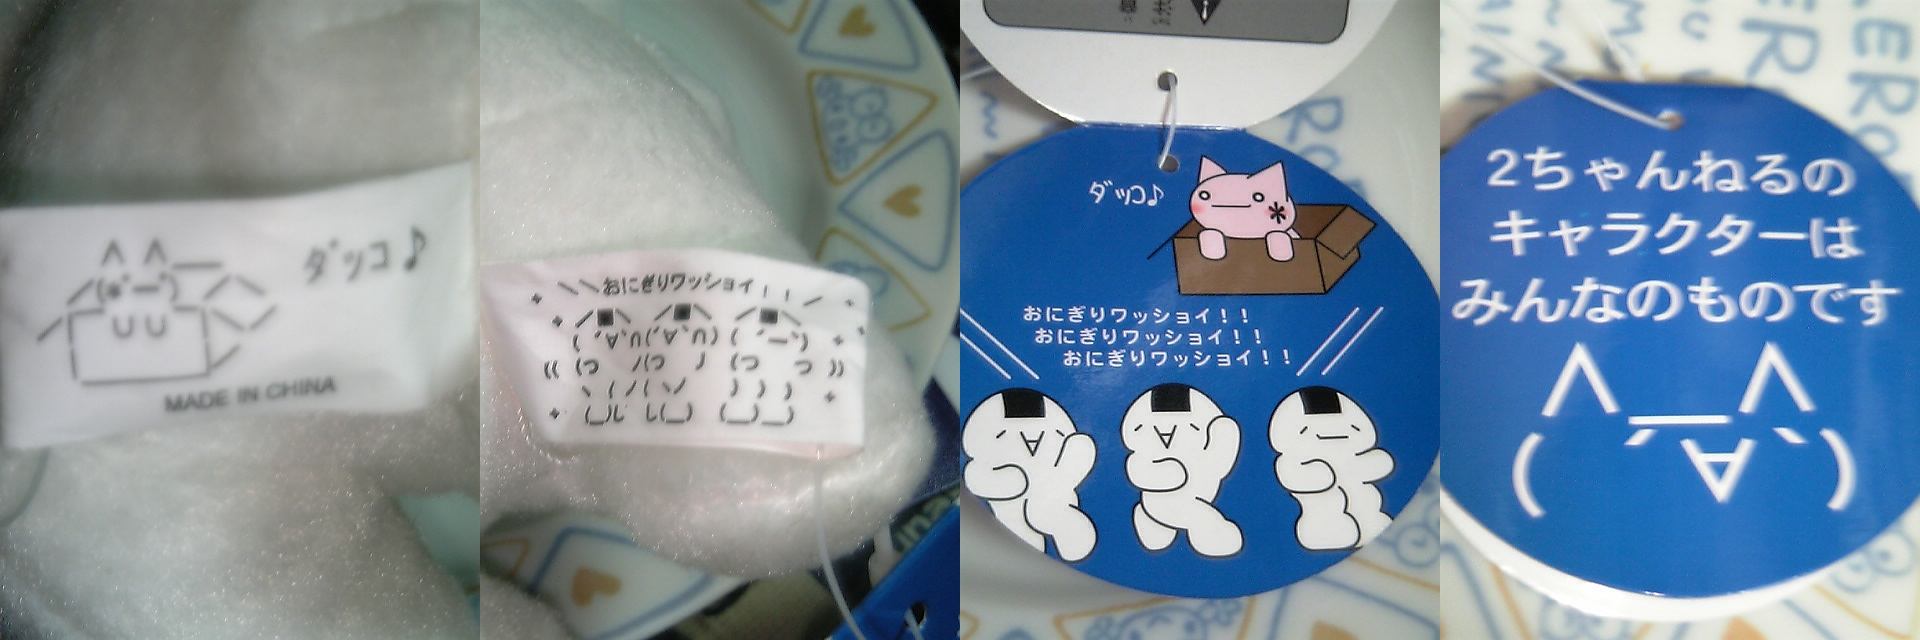 ダッコ♪
MADE IN CHINA
＼＼おにぎりワッショイ！！／
ダッコ♪
おにぎりワッショイ！！
おにぎりワッショイ！！
おにぎりワッショイ！！
2ちゃんねるの
キャラクターは
みんなのものです
∧＿∧
（ ´∀｀）